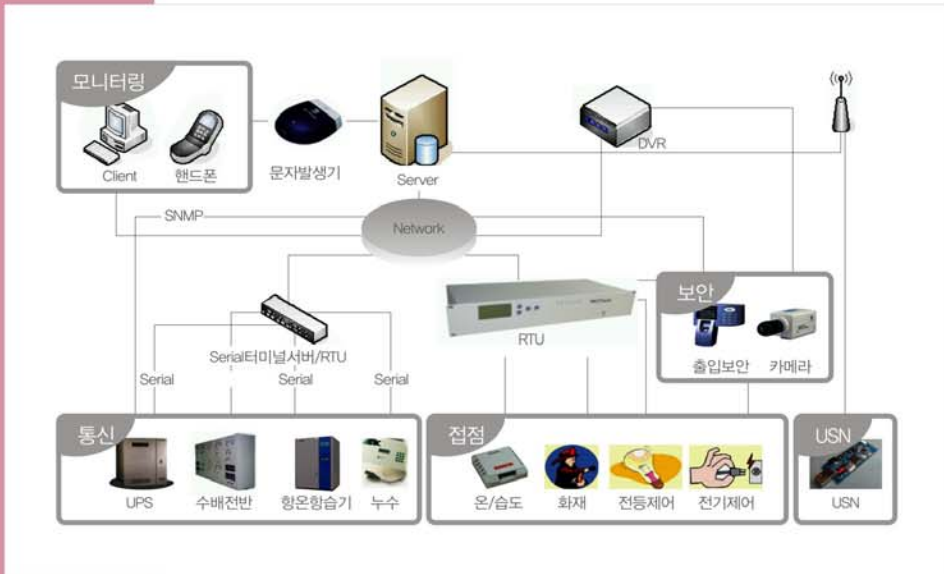 모니터링
Client
핸드폰
문자발생기
Server
DVR
SNMP
Network
보안
RTU
출입보안
카메라
Serial터미널서버/RTU
Serial
Serial
Serial
통신
UPS
수배전반
항온항습기
누수
접점
온/습도
화재
전등제어
전기제어
USN
USN